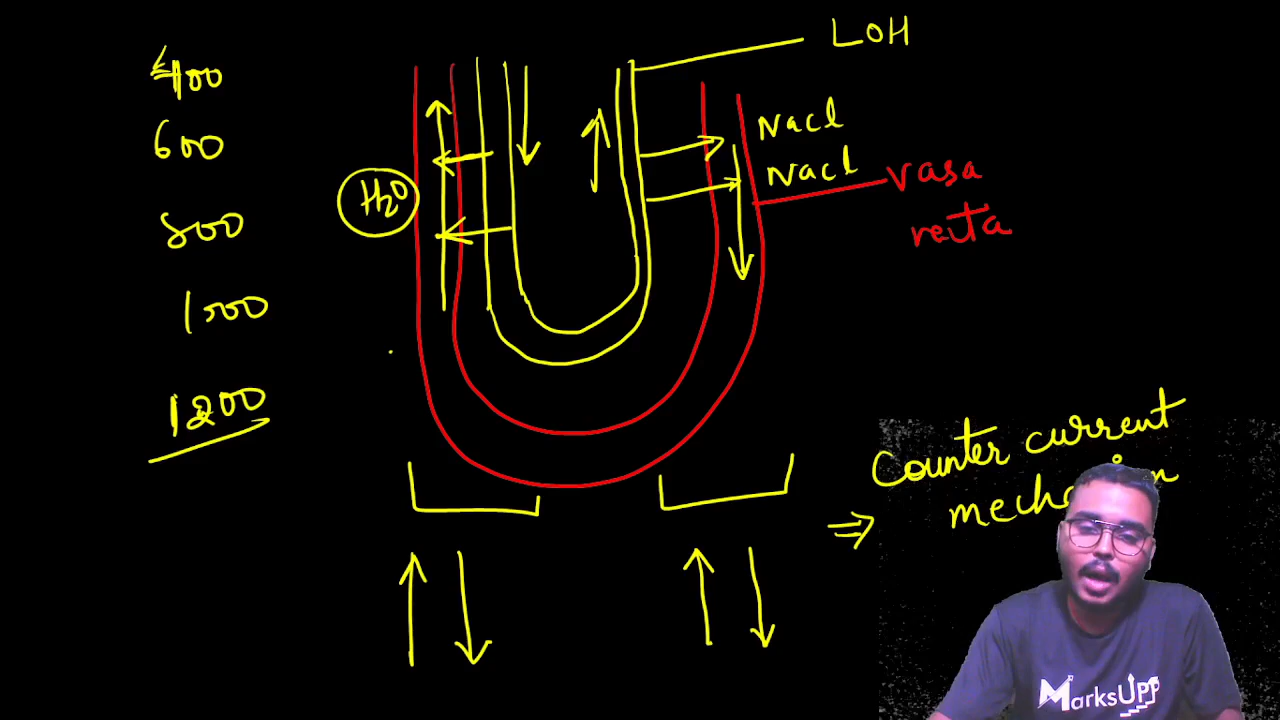 LOH
400
600
800
1000
1200
H₂O
Nacl
Nacl
vasa
recta
Counter current
⇒
MarksUpp